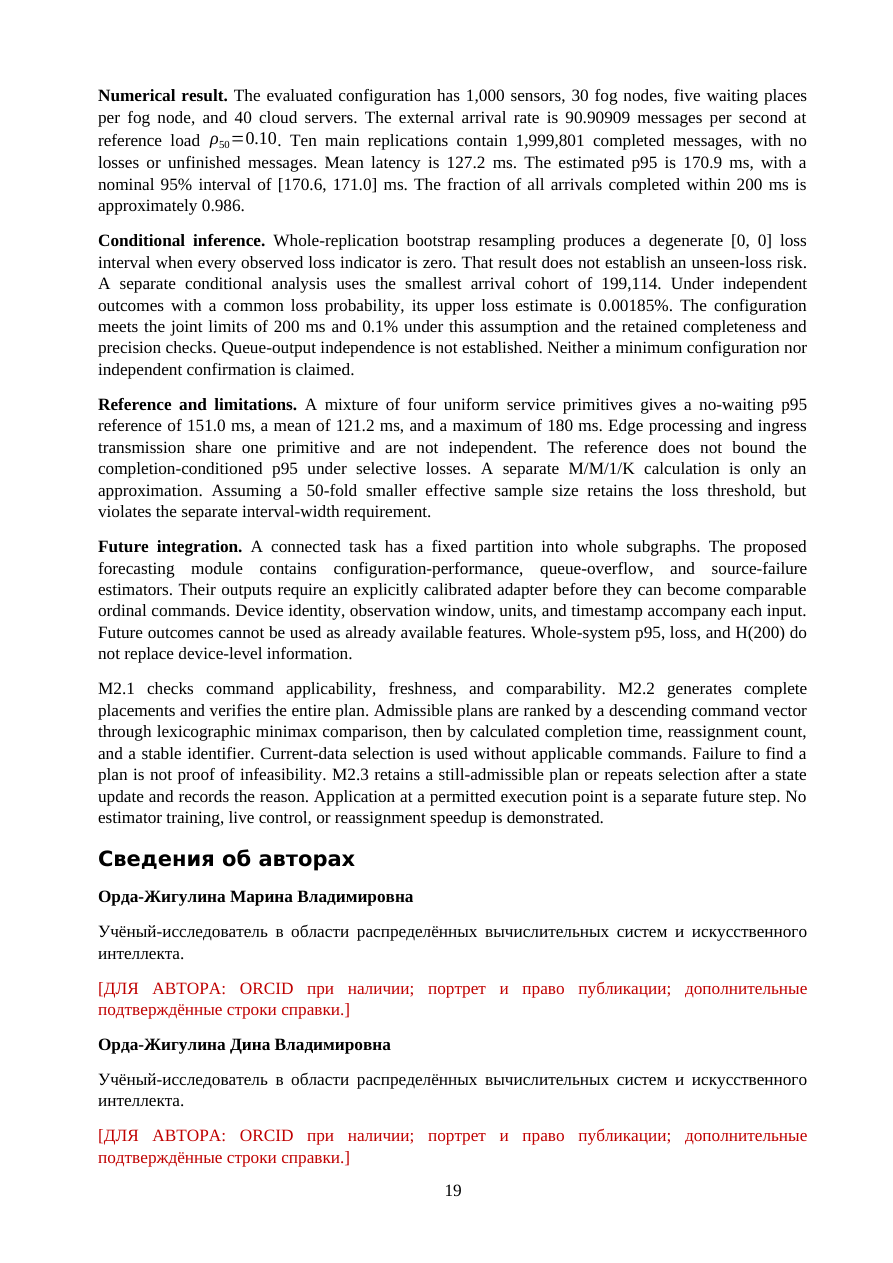 Numerical result. The evaluated configuration has 1,000 sensors, 30 fog nodes, five waiting places
per fog node, and 40 cloud servers. The external arrival rate is 90.90909 messages per second at
reference load ρ₅₀=0.10. Ten main replications contain 1,999,801 completed messages, with no
losses or unfinished messages. Mean latency is 127.2 ms. The estimated p95 is 170.9 ms, with a
nominal 95% interval of [170.6, 171.0] ms. The fraction of all arrivals completed within 200 ms is
approximately 0.986.
Conditional inference. Whole-replication bootstrap resampling produces a degenerate [0, 0] loss
interval when every observed loss indicator is zero. That result does not establish an unseen-loss risk.
A separate conditional analysis uses the smallest arrival cohort of 199,114. Under independent
outcomes with a common loss probability, its upper loss estimate is 0.00185%. The configuration
meets the joint limits of 200 ms and 0.1% under this assumption and the retained completeness and
precision checks. Queue-output independence is not established. Neither a minimum configuration nor
independent confirmation is claimed.
Reference and limitations. A mixture of four uniform service primitives gives a no-waiting p95
reference of 151.0 ms, a mean of 121.2 ms, and a maximum of 180 ms. Edge processing and ingress
transmission share one primitive and are not independent. The reference does not bound the
completion-conditioned p95 under selective losses. A separate M/M/1/K calculation is only an
approximation. Assuming a 50-fold smaller effective sample size retains the loss threshold, but
violates the separate interval-width requirement.
Future integration. A connected task has a fixed partition into whole subgraphs. The proposed
forecasting module contains configuration-performance, queue-overflow, and source-failure
estimators. Their outputs require an explicitly calibrated adapter before they can become comparable
ordinal commands. Device identity, observation window, units, and timestamp accompany each input.
Future outcomes cannot be used as already available features. Whole-system p95, loss, and H(200) do
not replace device-level information.
M2.1 checks command applicability, freshness, and comparability. M2.2 generates complete
placements and verifies the entire plan. Admissible plans are ranked by a descending command vector
through lexicographic minimax comparison, then by calculated completion time, reassignment count,
and a stable identifier. Current-data selection is used without applicable commands. Failure to find a
plan is not proof of infeasibility. M2.3 retains a still-admissible plan or repeats selection after a state
update and records the reason. Application at a permitted execution point is a separate future step. No
estimator training, live control, or reassignment speedup is demonstrated.
Сведения об авторах
Орда-Жигулина Марина Владимировна
Учёный-исследователь в области распределённых вычислительных систем и искусственного
интеллекта.
[ДЛЯ АВТОРА: ORCID при наличии; портрет и право публикации; дополнительные
подтверждённые строки справки.]
Орда-Жигулина Дина Владимировна
Учёный-исследователь в области распределённых вычислительных систем и искусственного
интеллекта.
[ДЛЯ АВТОРА: ORCID при наличии; портрет и право публикации; дополнительные
подтверждённые строки справки.]
19